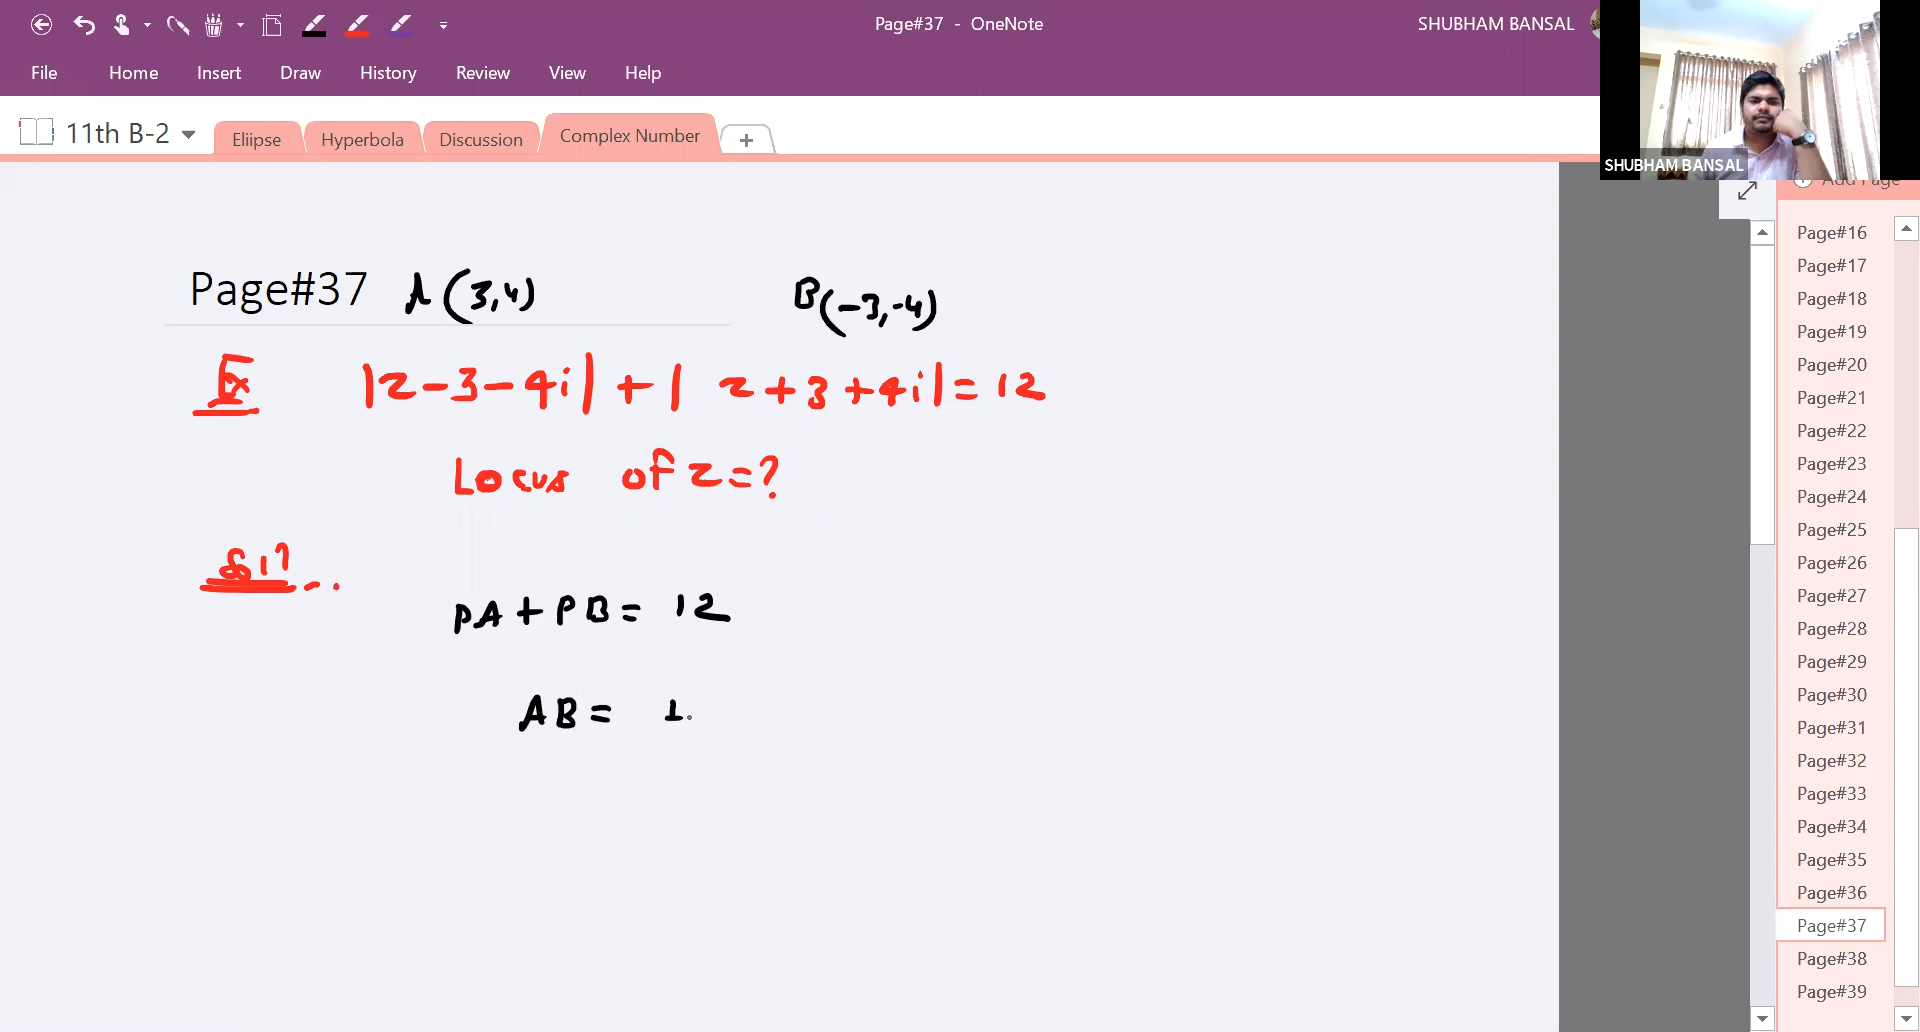 Page#37 - OneNote
SHUBHAM BANSAL
File Home Insert Draw History Review View Help
11th B-2
Eliipse Hyperbola Discussion Complex Number
SHUBHAM BANSAL
Add Page
Page#37 A(3,4) B(-3,-4)
Ex |z-3-4i| + | z+3+4i| = 12
Locus of z = ?
Sol?
PA + PB = 12
AB = 1
Page#16
Page#17
Page#18
Page#19
Page#20
Page#21
Page#22
Page#23
Page#24
Page#25
Page#26
Page#27
Page#28
Page#29
Page#30
Page#31
Page#32
Page#33
Page#34
Page#35
Page#36
Page#37
Page#38
Page#39